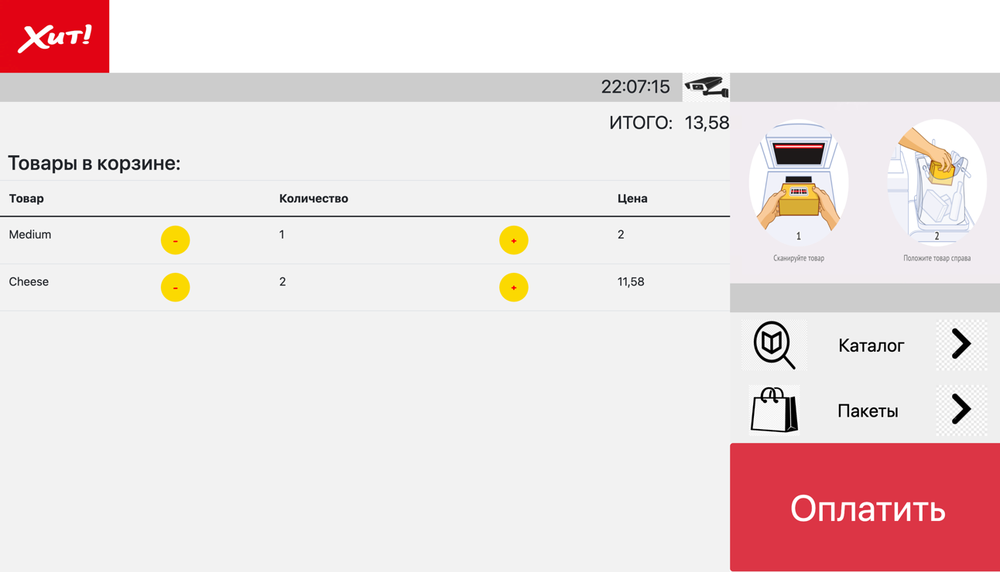 Хит!
22:07:15
ИТОГО: 13,58
Товары в корзине:
Товар Количество Цена
Medium - 1 + 2
Cheese - 2 + 11,58
1
Сканируйте товар
2
Положите товар справа
Каталог
Пакеты
Оплатить